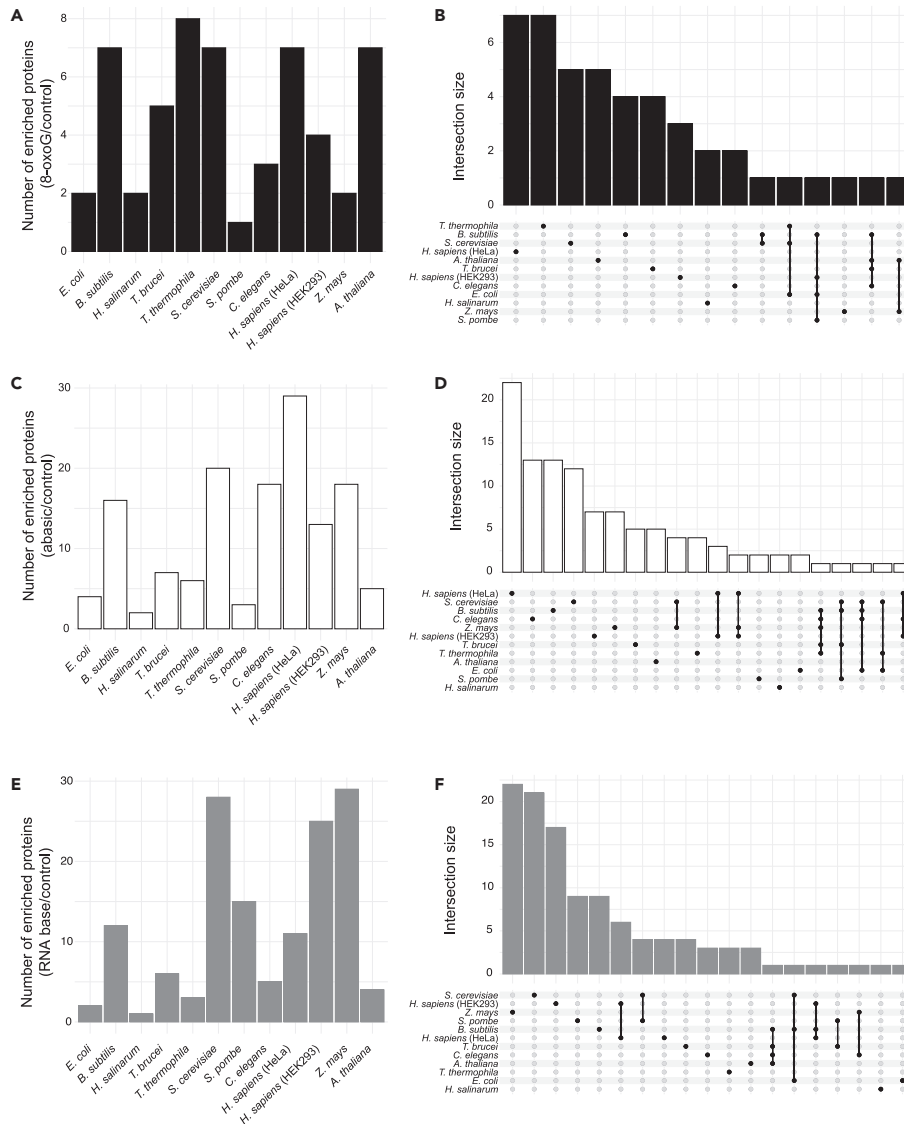 A
Number of enriched proteins
(8-oxoG/control)
8
6
4
2
0
E. coli
B. subtilis
H. salinarum
T. brucei
T. thermophila
S. cerevisiae
S. pombe
C. elegans
H. sapiens (HeLa)
H. sapiens (HEK293)
Z. mays
A. thaliana
B
Intersection size
6
4
2
0
T. thermophila
B. subtilis
S. cerevisiae
H. sapiens (HeLa)
A. thaliana
T. brucei
H. sapiens (HEK293)
C. elegans
E. coli
H. salinarum
Z. mays
S. pombe
C
Number of enriched proteins
(abasic/control)
30
20
10
0
E. coli
B. subtilis
H. salinarum
T. brucei
T. thermophila
S. cerevisiae
S. pombe
C. elegans
H. sapiens (HeLa)
H. sapiens (HEK293)
Z. mays
A. thaliana
D
Intersection size
20
15
10
5
0
H. sapiens (HeLa)
S. cerevisiae
B. subtilis
C. elegans
Z. mays
H. sapiens (HEK293)
T. brucei
T. thermophila
A. thaliana
E. coli
S. pombe
H. salinarum
E
Number of enriched proteins
(RNA base/control)
30
20
10
0
E. coli
B. subtilis
H. salinarum
T. brucei
T. thermophila
S. cerevisiae
S. pombe
C. elegans
H. sapiens (HeLa)
H. sapiens (HEK293)
Z. mays
A. thaliana
F
Intersection size
20
15
10
5
0
S. cerevisiae
H. sapiens (HEK293)
Z. mays
S. pombe
B. subtilis
H. sapiens (HeLa)
T. brucei
C. elegans
A. thaliana
T. thermophila
E. coli
H. salinarum